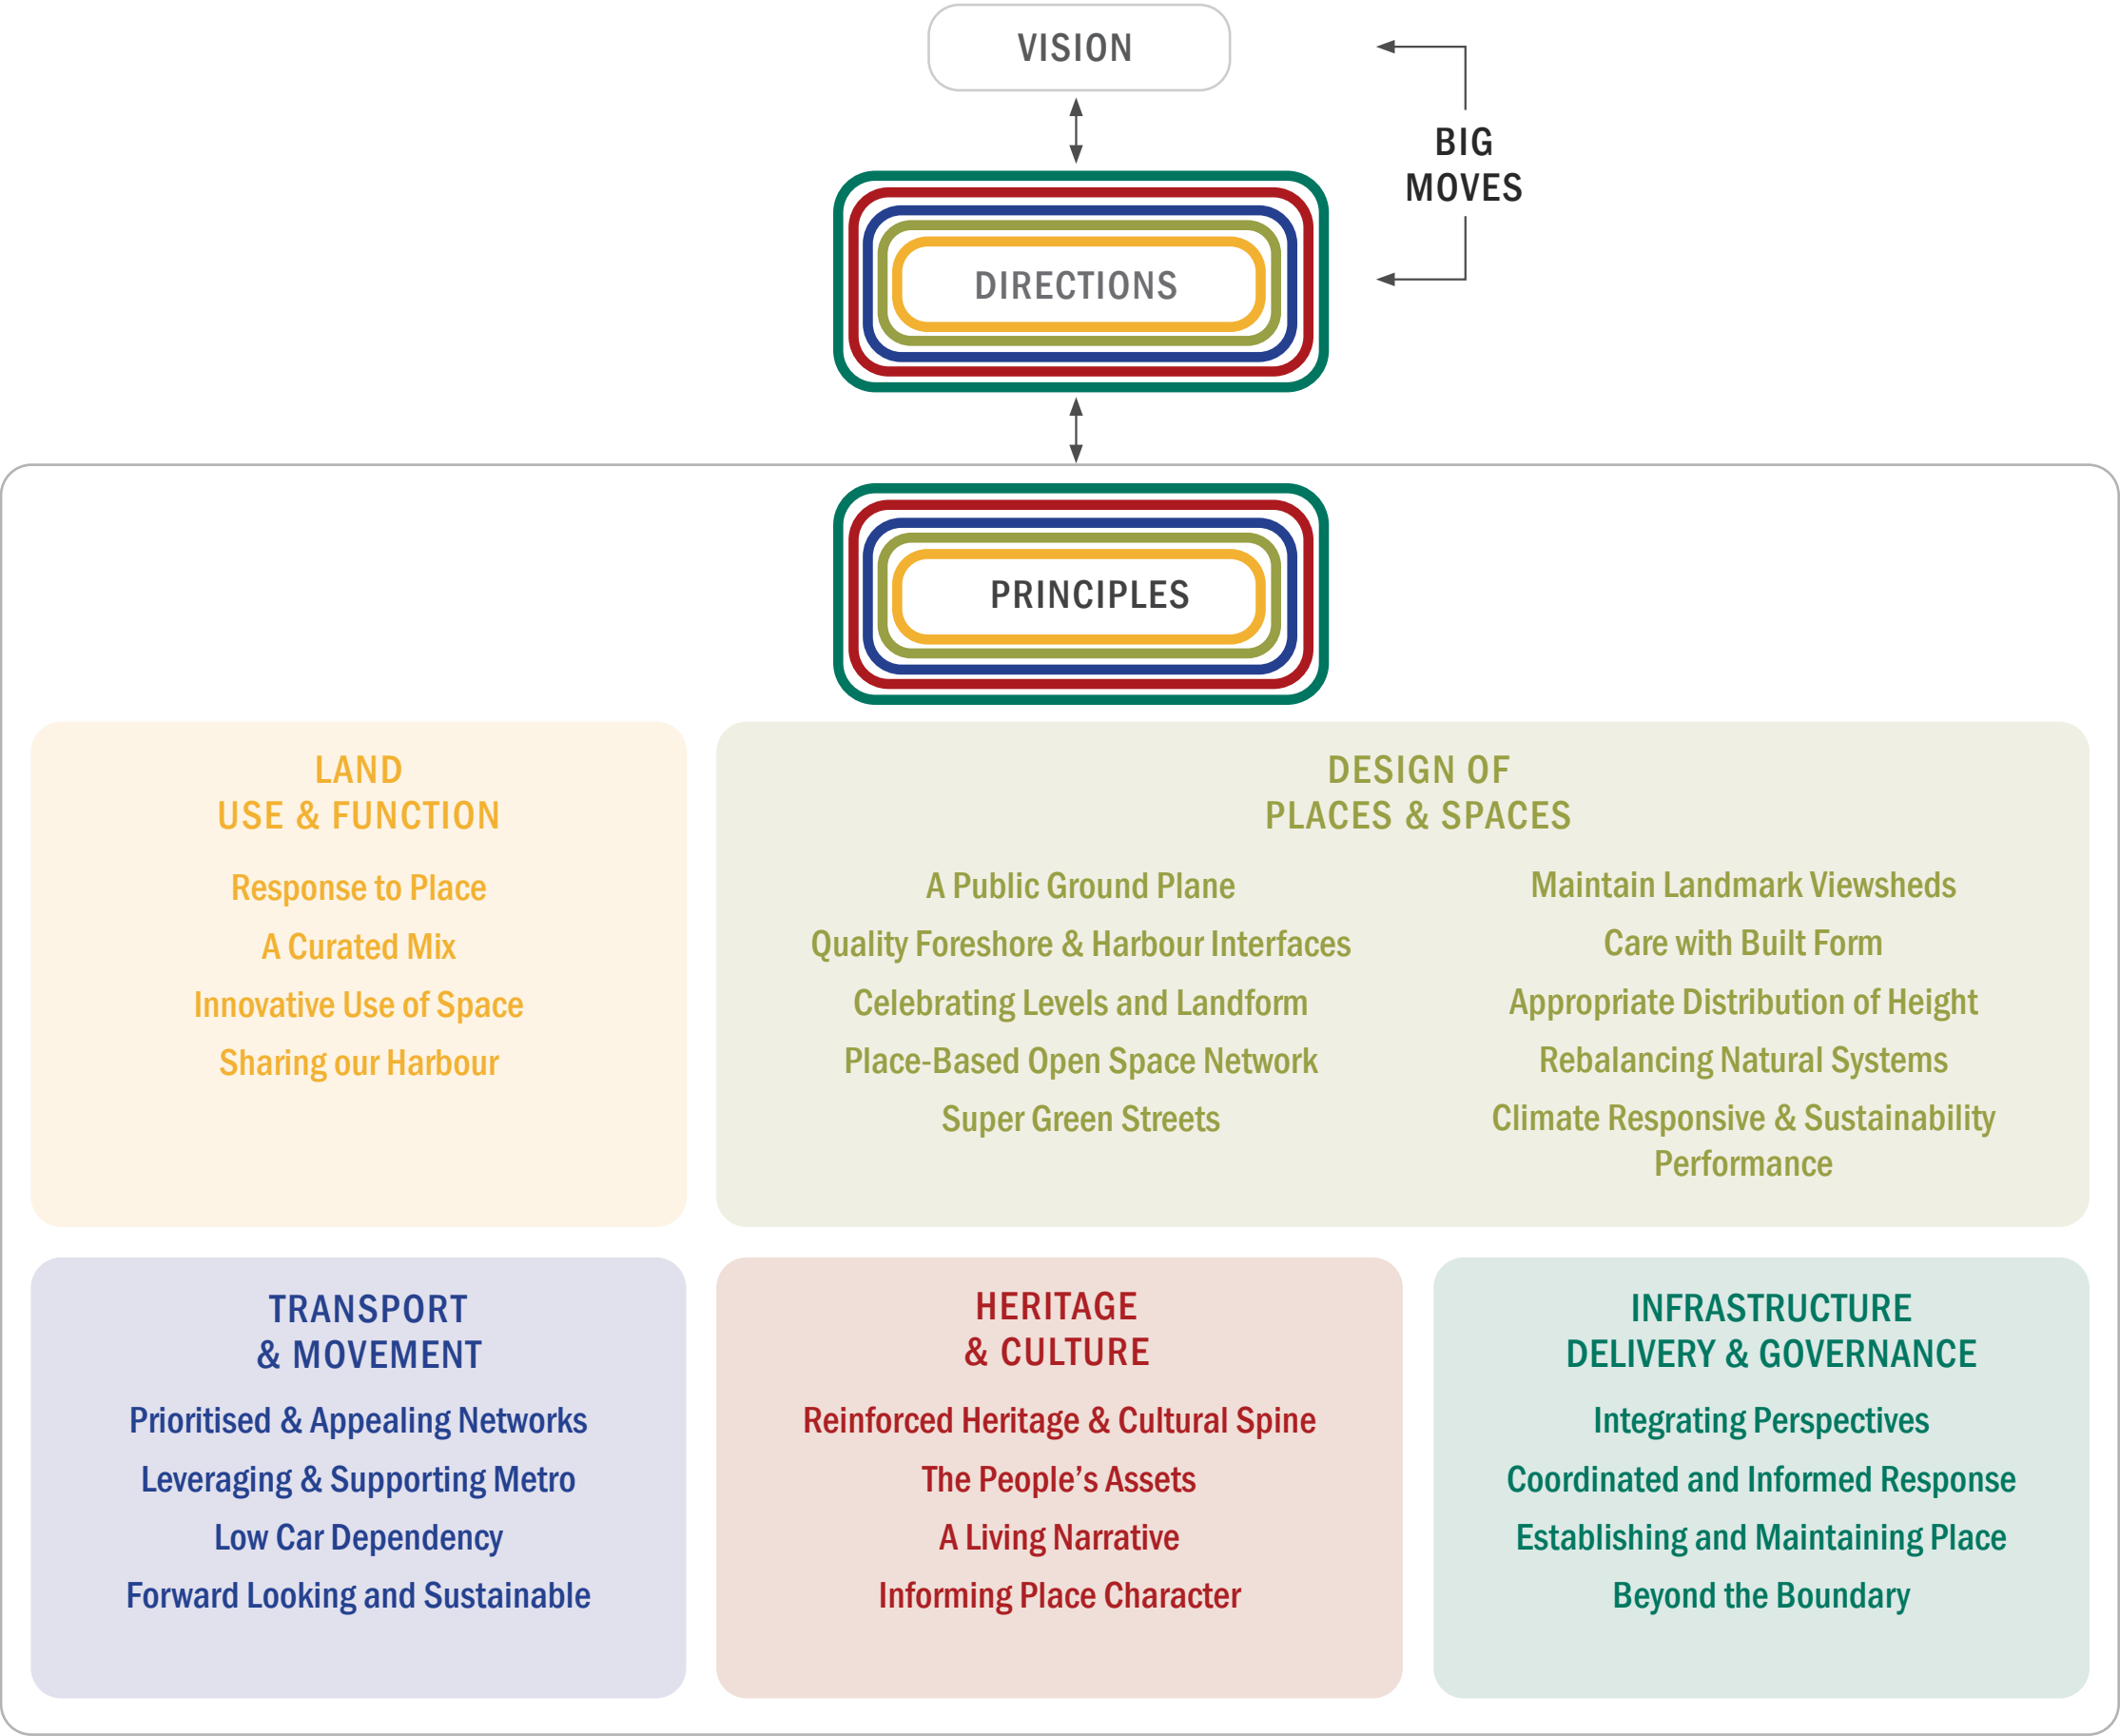 VISION
BIG
MOVES
DIRECTIONS
PRINCIPLES
LAND
USE & FUNCTION
Response to Place
A Curated Mix
Innovative Use of Space
Sharing our Harbour
DESIGN OF
PLACES & SPACES
A Public Ground Plane
Quality Foreshore & Harbour Interfaces
Celebrating Levels and Landform
Place-Based Open Space Network
Super Green Streets
Maintain Landmark Viewsheds
Care with Built Form
Appropriate Distribution of Height
Rebalancing Natural Systems
Climate Responsive & Sustainability
Performance
TRANSPORT
& MOVEMENT
Prioritised & Appealing Networks
Leveraging & Supporting Metro
Low Car Dependency
Forward Looking and Sustainable
HERITAGE
& CULTURE
Reinforced Heritage & Cultural Spine
The People’s Assets
A Living Narrative
Informing Place Character
INFRASTRUCTURE
DELIVERY & GOVERNANCE
Integrating Perspectives
Coordinated and Informed Response
Establishing and Maintaining Place
Beyond the Boundary